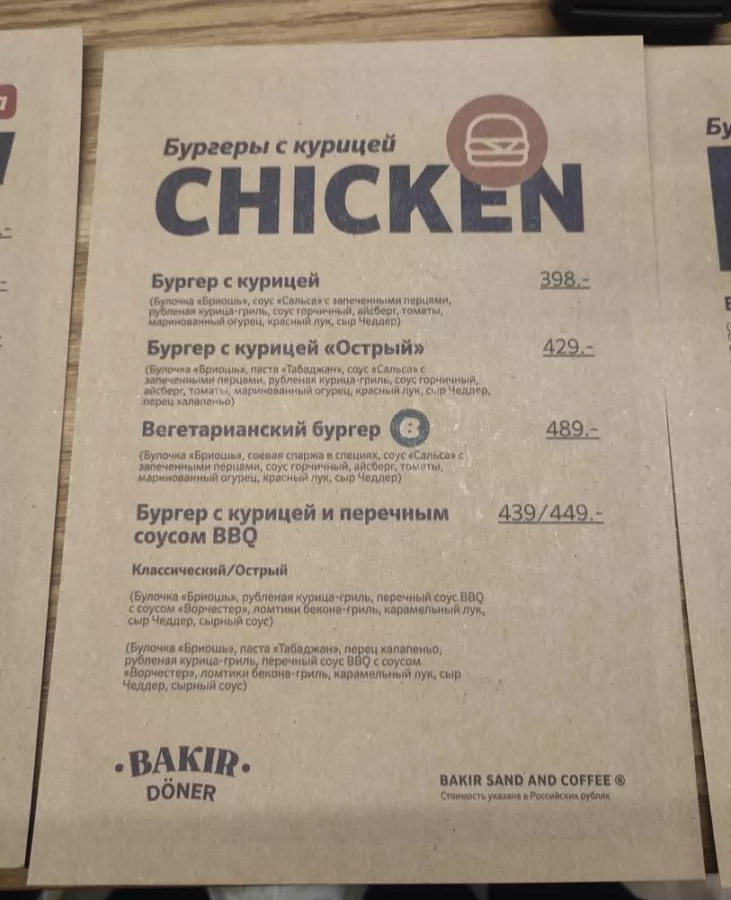 Бургеры с курицей
CHICKEN
Бургер с курицей 398.-
(Булочка «Бриошь», соус «Сальса» с запеченными перцами,
рубленая курица-гриль, соус горчичный, айсберг, томаты,
маринованный огурец, красный лук, сыр Чеддер)
Бургер с курицей «Острый» 429.-
(Булочка «Бриошь», паста «Табаджан», соус «Сальса» с
запеченными перцами, рубленая курица-гриль, соус горчичный,
айсберг, томаты, маринованный огурец, красный лук, сыр Чеддер,
перец халапеньо)
Вегетарианский бургер В 489.-
(Булочка «Бриошь», соевая спаржа в специях, соус «Сальса» с
запеченными перцами, соус горчичный, айсберг, томаты,
маринованный огурец, красный лук, сыр Чеддер)
Бургер с курицей и перечным 439/449.-
соусом BBQ
Классический/Острый
(Булочка «Бриошь», рубленая курица-гриль, перечный соус BBQ
с соусом «Ворчестер», ломтики бекона-гриль, карамельный лук,
сыр Чеддер, сырный соус)
(Булочка «Бриошь», паста «Табаджан», перец халапеньо,
рубленая курица-гриль, перечный соус BBQ с соусом
«Ворчестер», ломтики бекона-гриль, карамельный лук, сыр
Чеддер, сырный соус)
•BAKIR•
DÖNER
BAKIR SAND AND COFFEE ®
Стоимость указана в Российских рублях
Бу